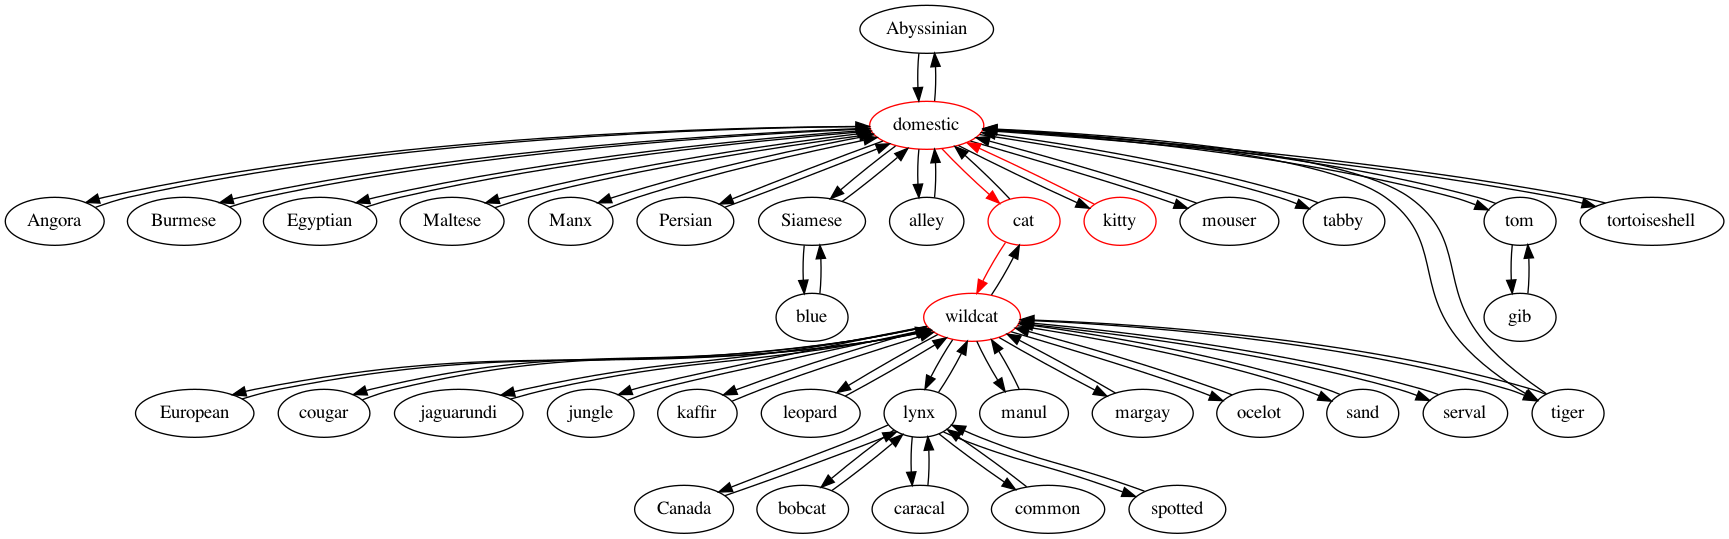 Abyssinian
domestic
Angora
Burmese
Egyptian
Maltese
Manx
Persian
Siamese
alley
cat
kitty
mouser
tabby
tom
tortoiseshell
blue
wildcat
gib
European
cougar
jaguarundi
jungle
kaffir
leopard
lynx
manul
margay
ocelot
sand
serval
tiger
Canada
bobcat
caracal
common
spotted